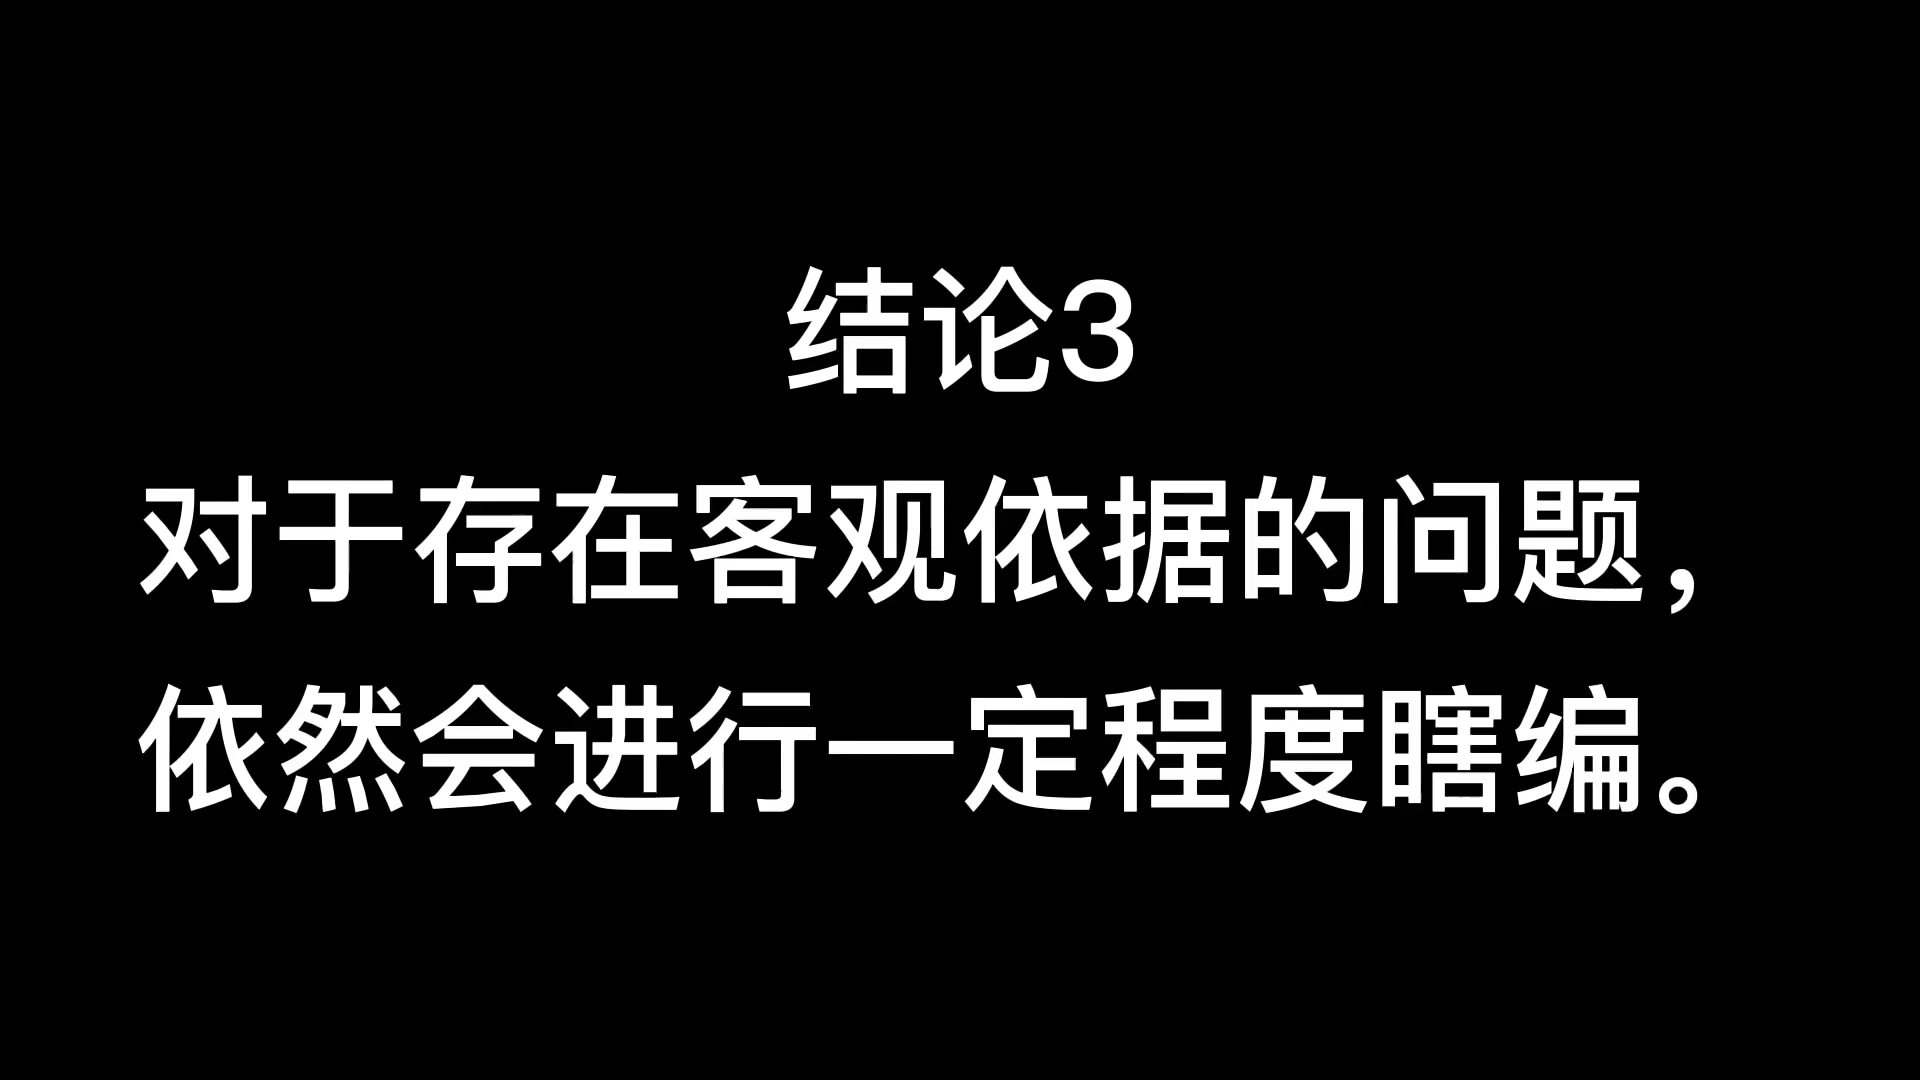 结论3
对于存在客观依据的问题，
依然会进行一定程度瞎编。